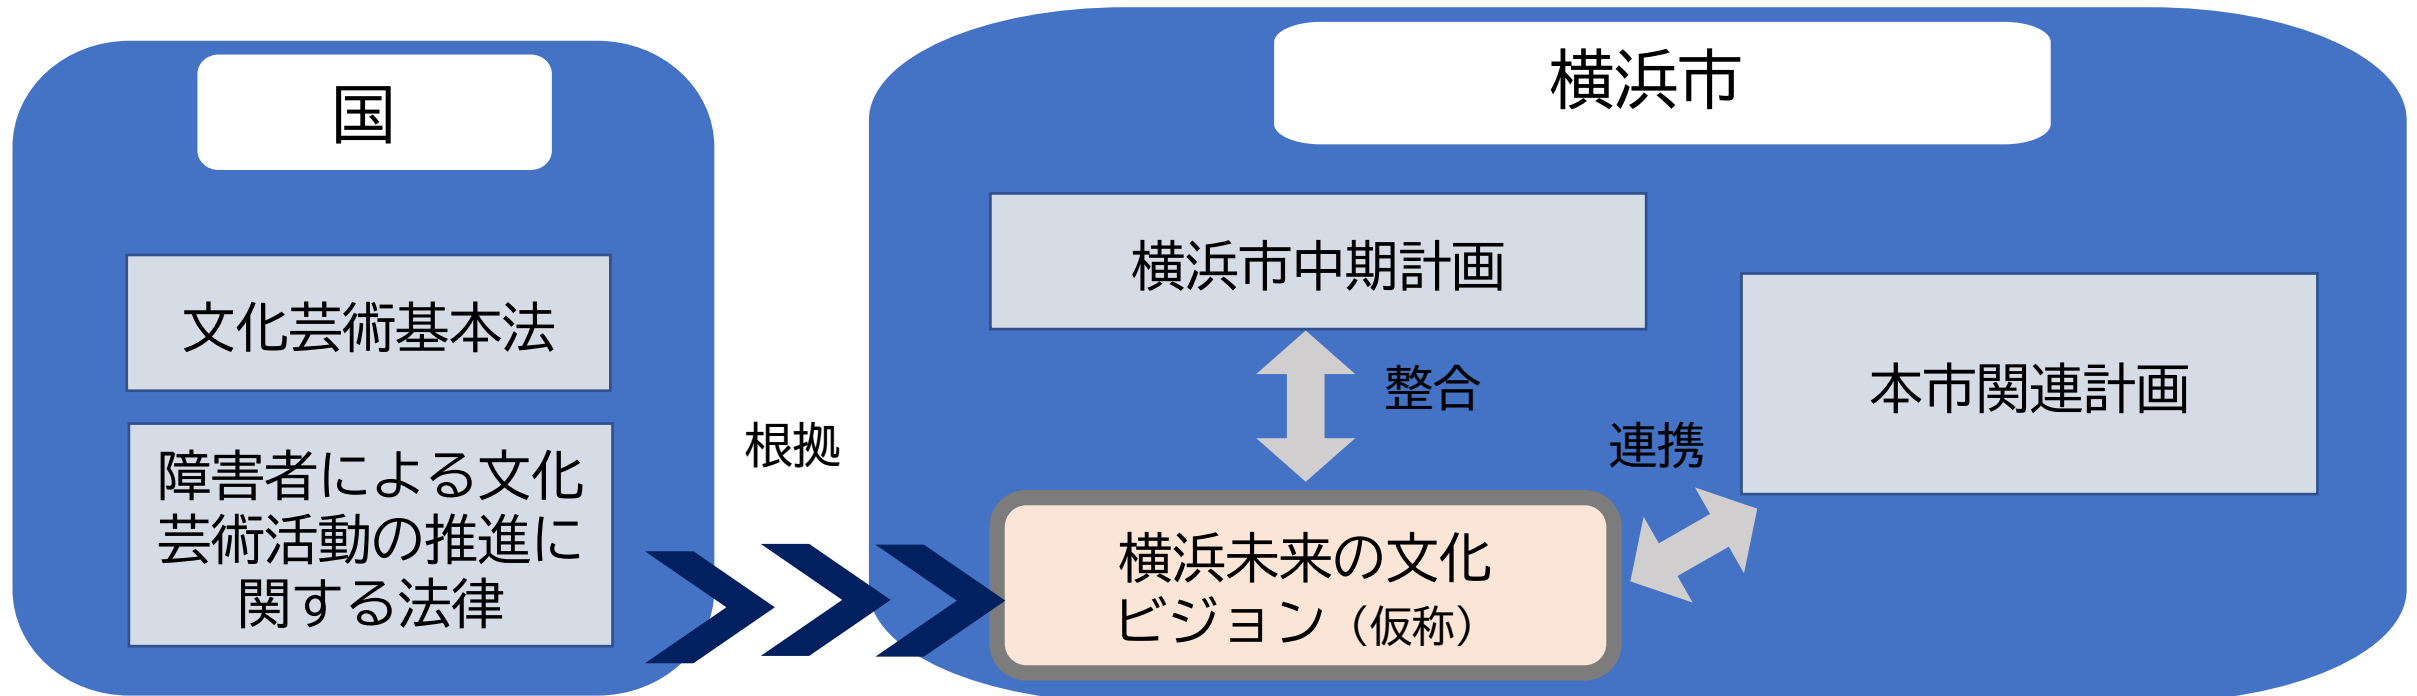 国
文化芸術基本法
障害者による文化
芸術活動の推進に
関する法律
根拠
横浜市
横浜市中期計画
整合
連携
本市関連計画
横浜未来の文化
ビジョン（仮称）